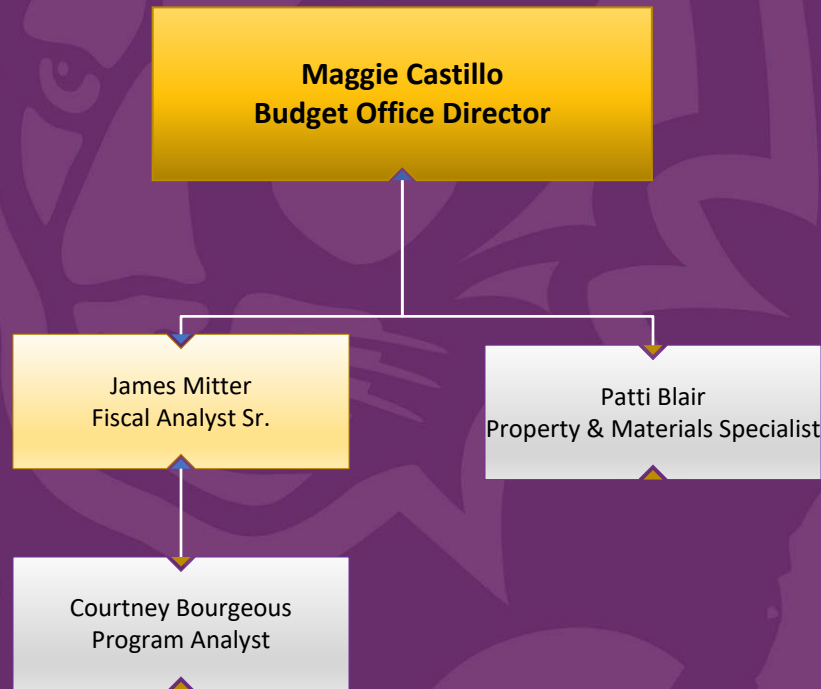 Maggie Castillo
Budget Office Director
James Mitter
Fiscal Analyst Sr.
Patti Blair
Property & Materials Specialist
Courtney Bourgeous
Program Analyst